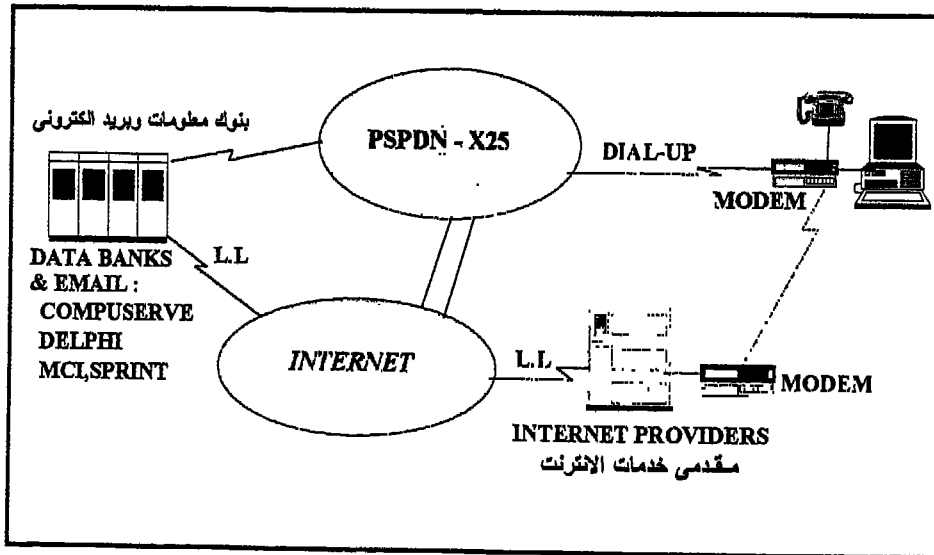 بنوك معلومات وبريد الكترونى
PSPDN - X25
DIAL-UP
MODEM
DATA BANKS
& EMAIL :
COMPUSERVE
DELPHI
MCI,SPRINT
L.L
INTERNET
L.L
MODEM
INTERNET PROVIDERS
مقدمى خدمات الانترنت